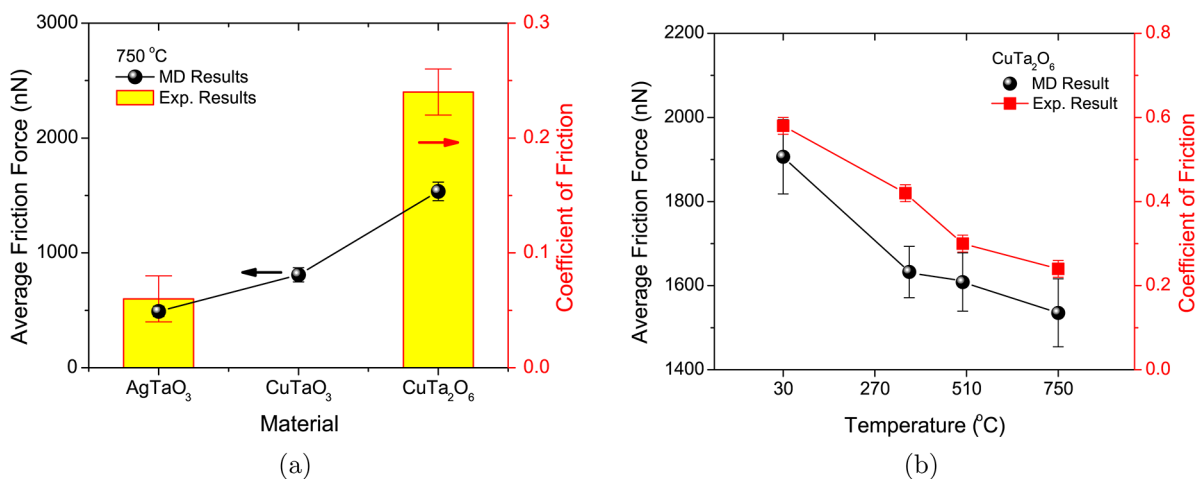 3000
2000
1000
0
Average Friction Force (nN)
750 °C
MD Results
Exp. Results
0.3
0.2
0.1
0.0
Coefficient of Friction
AgTaO₃
CuTaO₃
CuTa₂O₆
Material
(a)
2200
2000
1800
1600
1400
Average Friction Force (nN)
CuTa₂O₆
MD Result
Exp. Result
0.8
0.6
0.4
0.2
0.0
Coefficient of Friction
30
270
510
750
Temperature (°C)
(b)